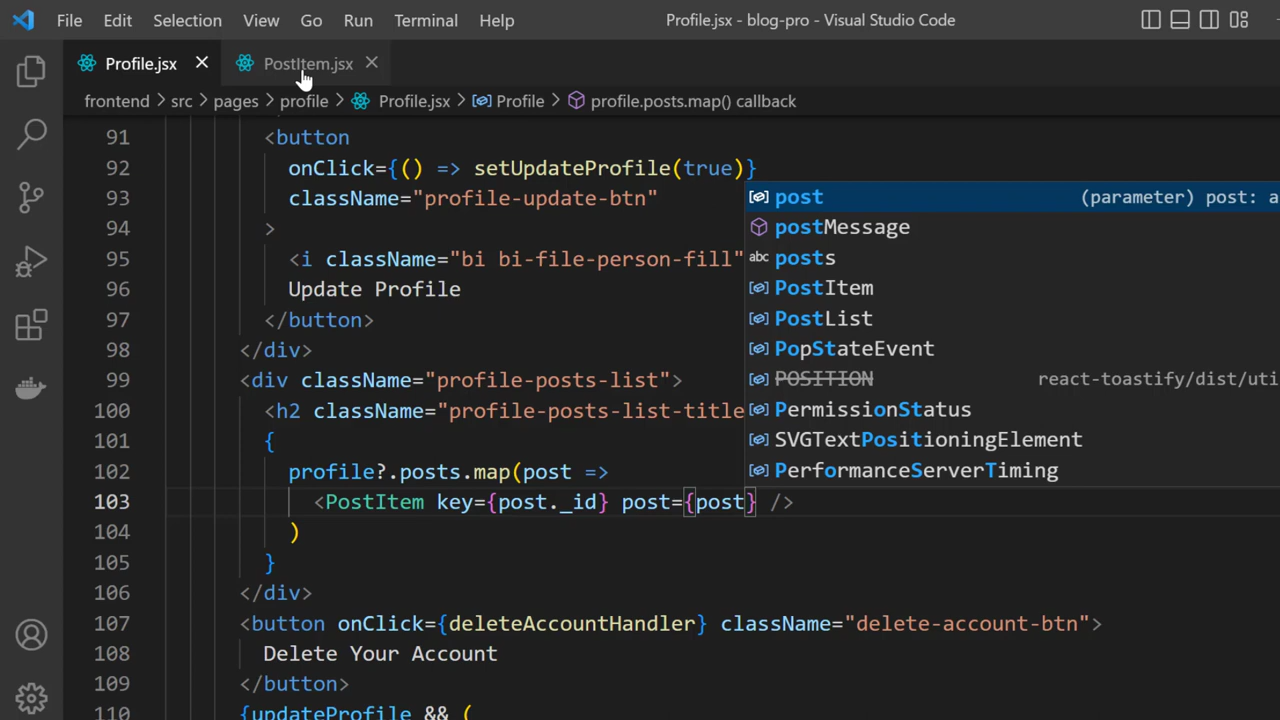 File Edit Selection View Go Run Terminal Help Profile.jsx - blog-pro - Visual Studio Code
Profile.jsx PostItem.jsx
frontend > src > pages > profile > Profile.jsx > Profile > profile.posts.map() callback
91 <button
92 onClick={() => setUpdateProfile(true)}
93 className="profile-update-btn"
94 >
95 <i className="bi bi-file-person-fill"
96 Update Profile
97 </button>
98 </div>
99 <div className="profile-posts-list">
100 <h2 className="profile-posts-list-title
101 {
102 profile?.posts.map(post =>
103 <PostItem key={post._id} post={post} />
104 )
105 }
106 </div>
107 <button onClick={deleteAccountHandler} className="delete-account-btn">
108 Delete Your Account
109 </button>
110 {updateProfile && (
post (parameter) post: a
postMessage
abc posts
PostItem
PostList
PopStateEvent
POSITION react-toastify/dist/uti
PermissionStatus
SVGTextPositioningElement
PerformanceServerTiming